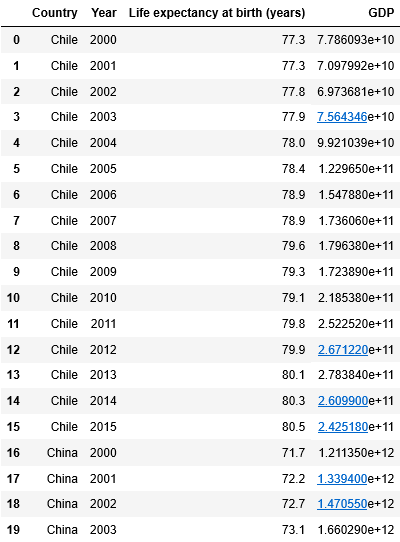 Country Year Life expectancy at birth (years) GDP
0 Chile 2000 77.3 7.786093e+10
1 Chile 2001 77.3 7.097992e+10
2 Chile 2002 77.8 6.973681e+10
3 Chile 2003 77.9 7.564346e+10
4 Chile 2004 78.0 9.921039e+10
5 Chile 2005 78.4 1.229650e+11
6 Chile 2006 78.9 1.547880e+11
7 Chile 2007 78.9 1.736060e+11
8 Chile 2008 79.6 1.796380e+11
9 Chile 2009 79.3 1.723890e+11
10 Chile 2010 79.1 2.185380e+11
11 Chile 2011 79.8 2.522520e+11
12 Chile 2012 79.9 2.671220e+11
13 Chile 2013 80.1 2.783840e+11
14 Chile 2014 80.3 2.609900e+11
15 Chile 2015 80.5 2.425180e+11
16 China 2000 71.7 1.211350e+12
17 China 2001 72.2 1.339400e+12
18 China 2002 72.7 1.470550e+12
19 China 2003 73.1 1.660290e+12